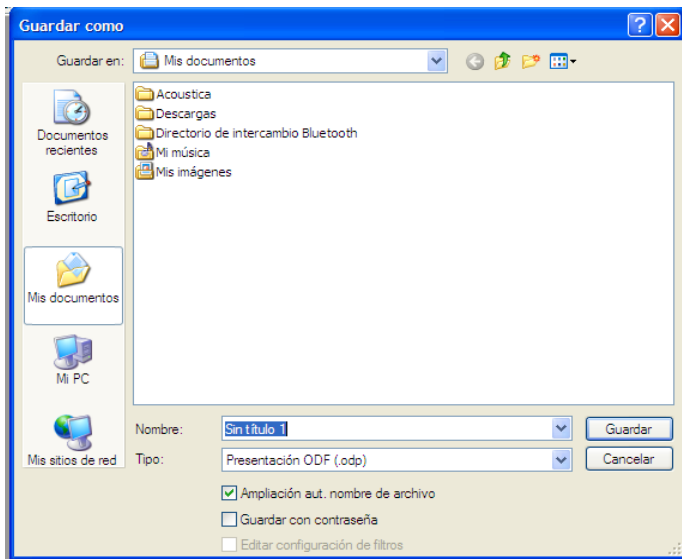 Guardar como
Guardar en:
Mis documentos
Documentos
recientes
Escritorio
Mis documentos
Mi PC
Mis sitios de red
Acoustica
Descargas
Directorio de intercambio Bluetooth
Mi música
Mis imágenes
Nombre:
Sin título 1
Guardar
Tipo:
Presentación ODF (.odp)
Cancelar
Ampliación aut. nombre de archivo
Guardar con contraseña
Editar configuración de filtros